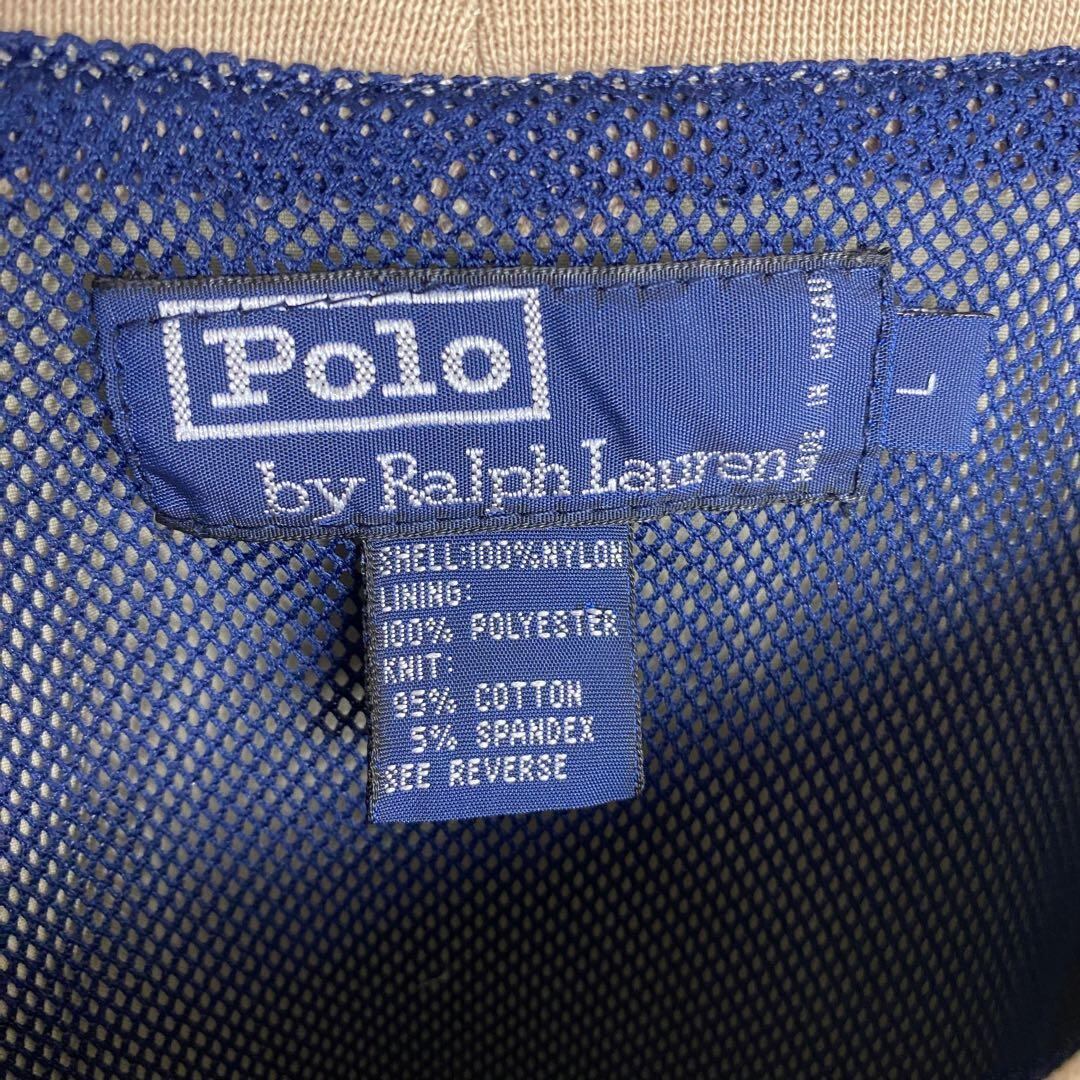 Polo
by Ralph Lauren
MADE IN MACAU
L
SHELL:100%NYLON
LINING:
100% POLYESTER
KNIT:
95% COTTON
5% SPANDEX
SEE REVERSE